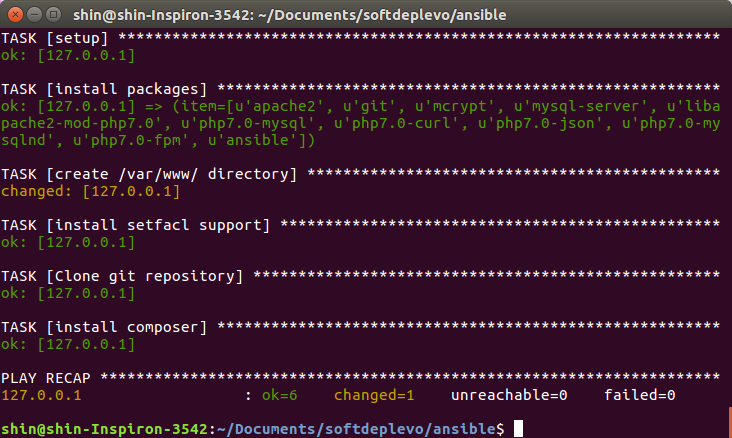 shin@shin-Inspiron-3542: ~/Documents/softdeplevo/ansible
TASK [setup] *******************************************************************
ok: [127.0.0.1]
TASK [install packages] ********************************************************
ok: [127.0.0.1] => (item=[u'apache2', u'git', u'mcrypt', u'mysql-server', u'liba
pache2-mod-php7.0', u'php7.0-mysql', u'php7.0-curl', u'php7.0-json', u'php7.0-my
sqlnd', u'php7.0-fpm', u'ansible'])
TASK [create /var/www/ directory] **********************************************
changed: [127.0.0.1]
TASK [install setfacl support] *************************************************
ok: [127.0.0.1]
TASK [Clone git repository] ****************************************************
ok: [127.0.0.1]
TASK [install composer] ********************************************************
ok: [127.0.0.1]
PLAY RECAP *********************************************************************
127.0.0.1                  : ok=6    changed=1    unreachable=0    failed=0
shin@shin-Inspiron-3542:~/Documents/softdeplevo/ansible$